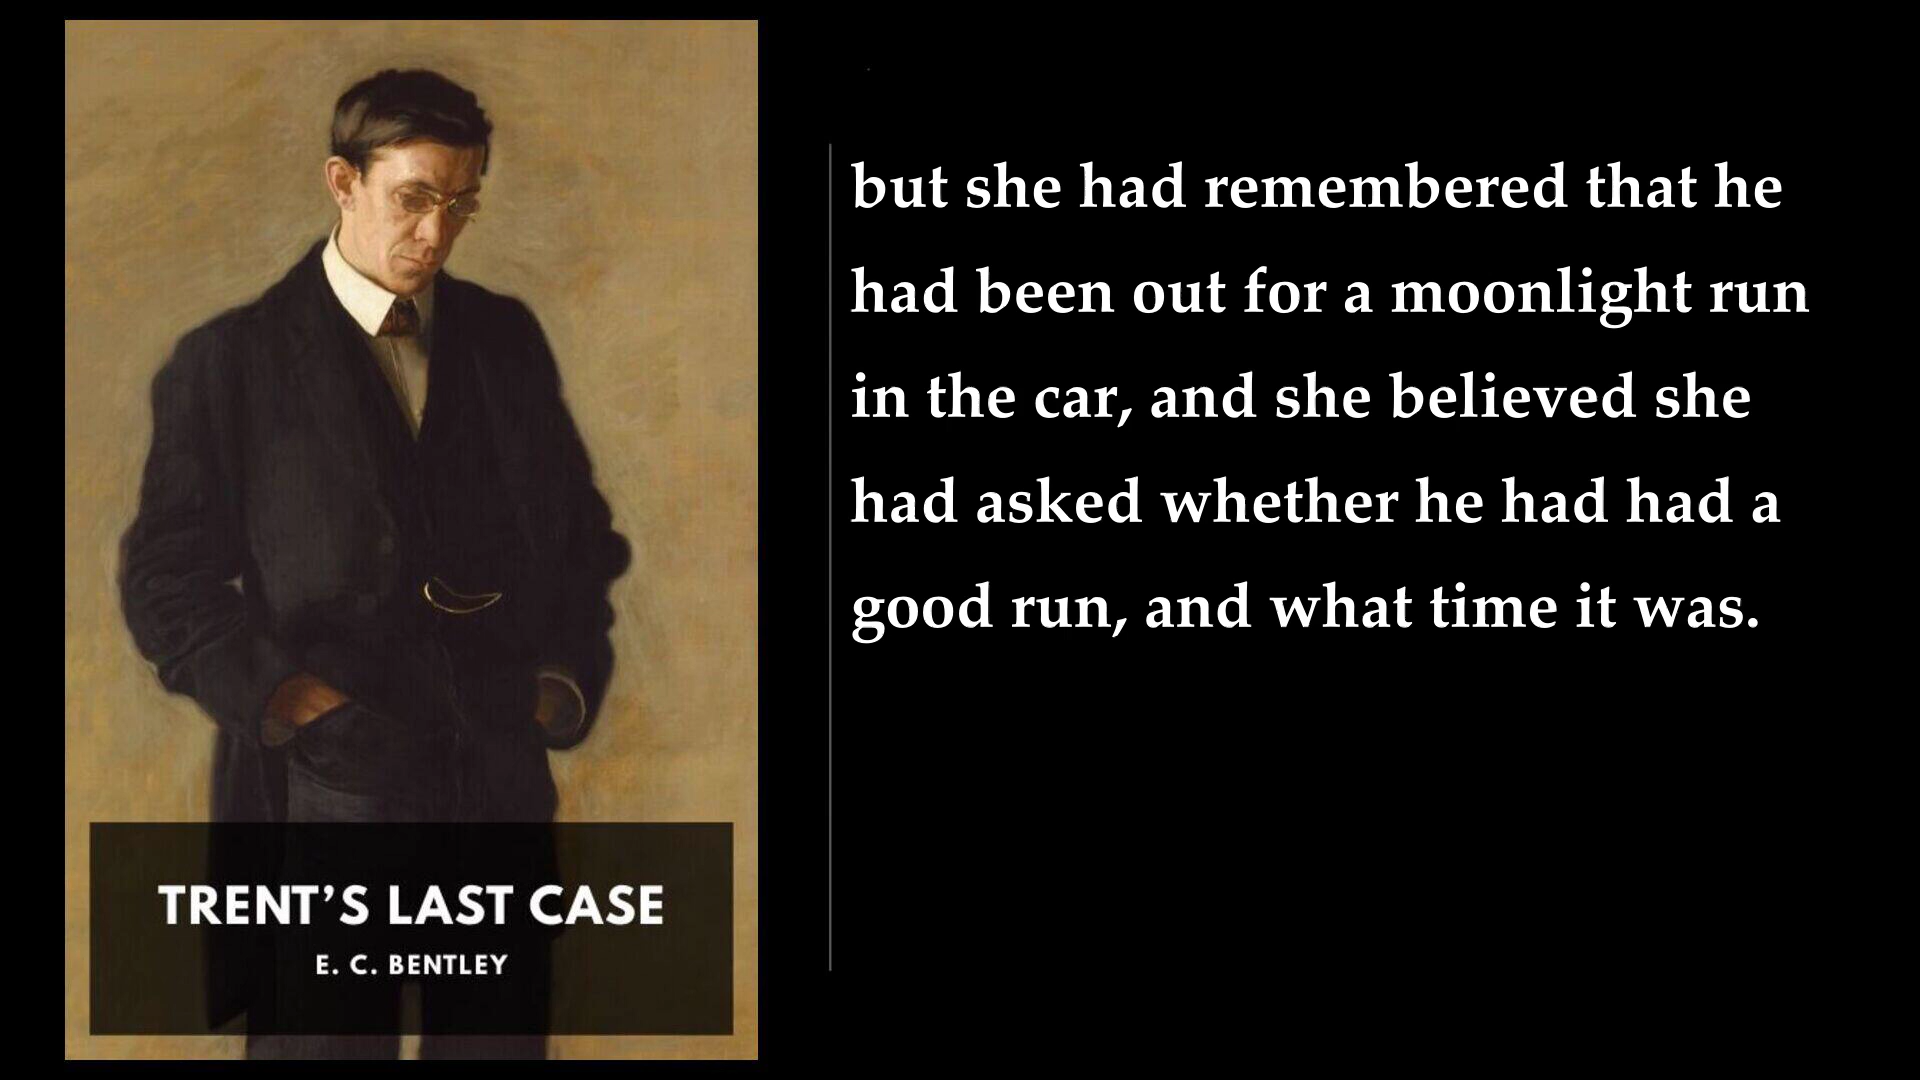 TRENT’S LAST CASE
E. C. BENTLEY
but she had remembered that he
had been out for a moonlight run
in the car, and she believed she
had asked whether he had had a
good run, and what time it was.